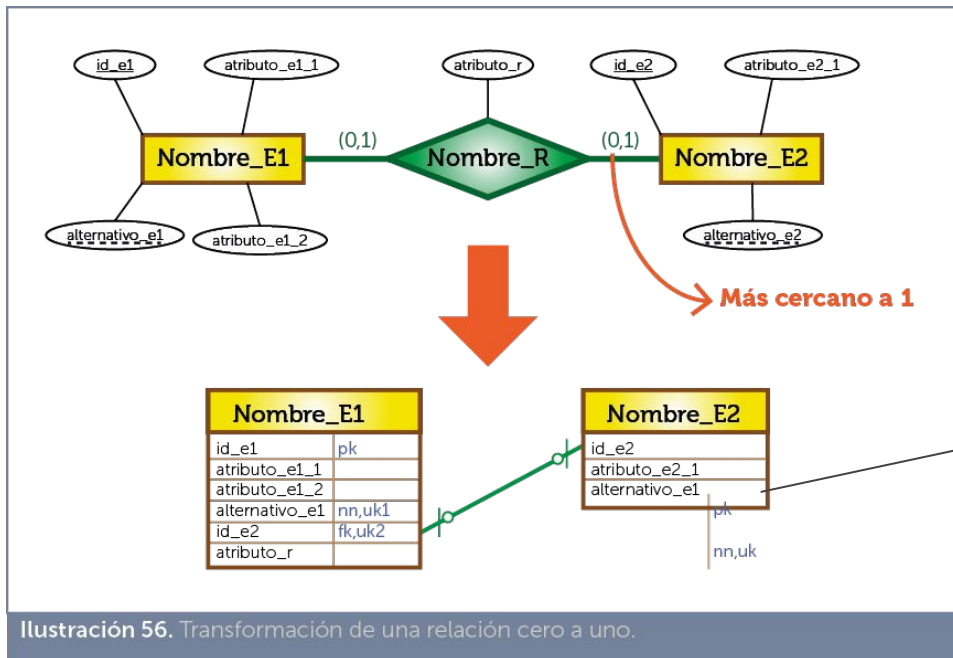 id_e1
atributo_e1_1
atributo_r
id_e2
atributo_e2_1
(0,1)
(0,1)
Nombre_E1
Nombre_R
Nombre_E2
alternativo_e1
atributo_e1_2
alternativo_e2
Más cercano a 1
Nombre_E1
id_e1 pk
atributo_e1_1
atributo_e1_2
alternativo_e1 nn,uk1
id_e2 fk,uk2
atributo_r
Nombre_E2
id_e2
atributo_e2_1
alternativo_e1
pk
nn,uk
Ilustración 56. Transformación de una relación cero a uno.